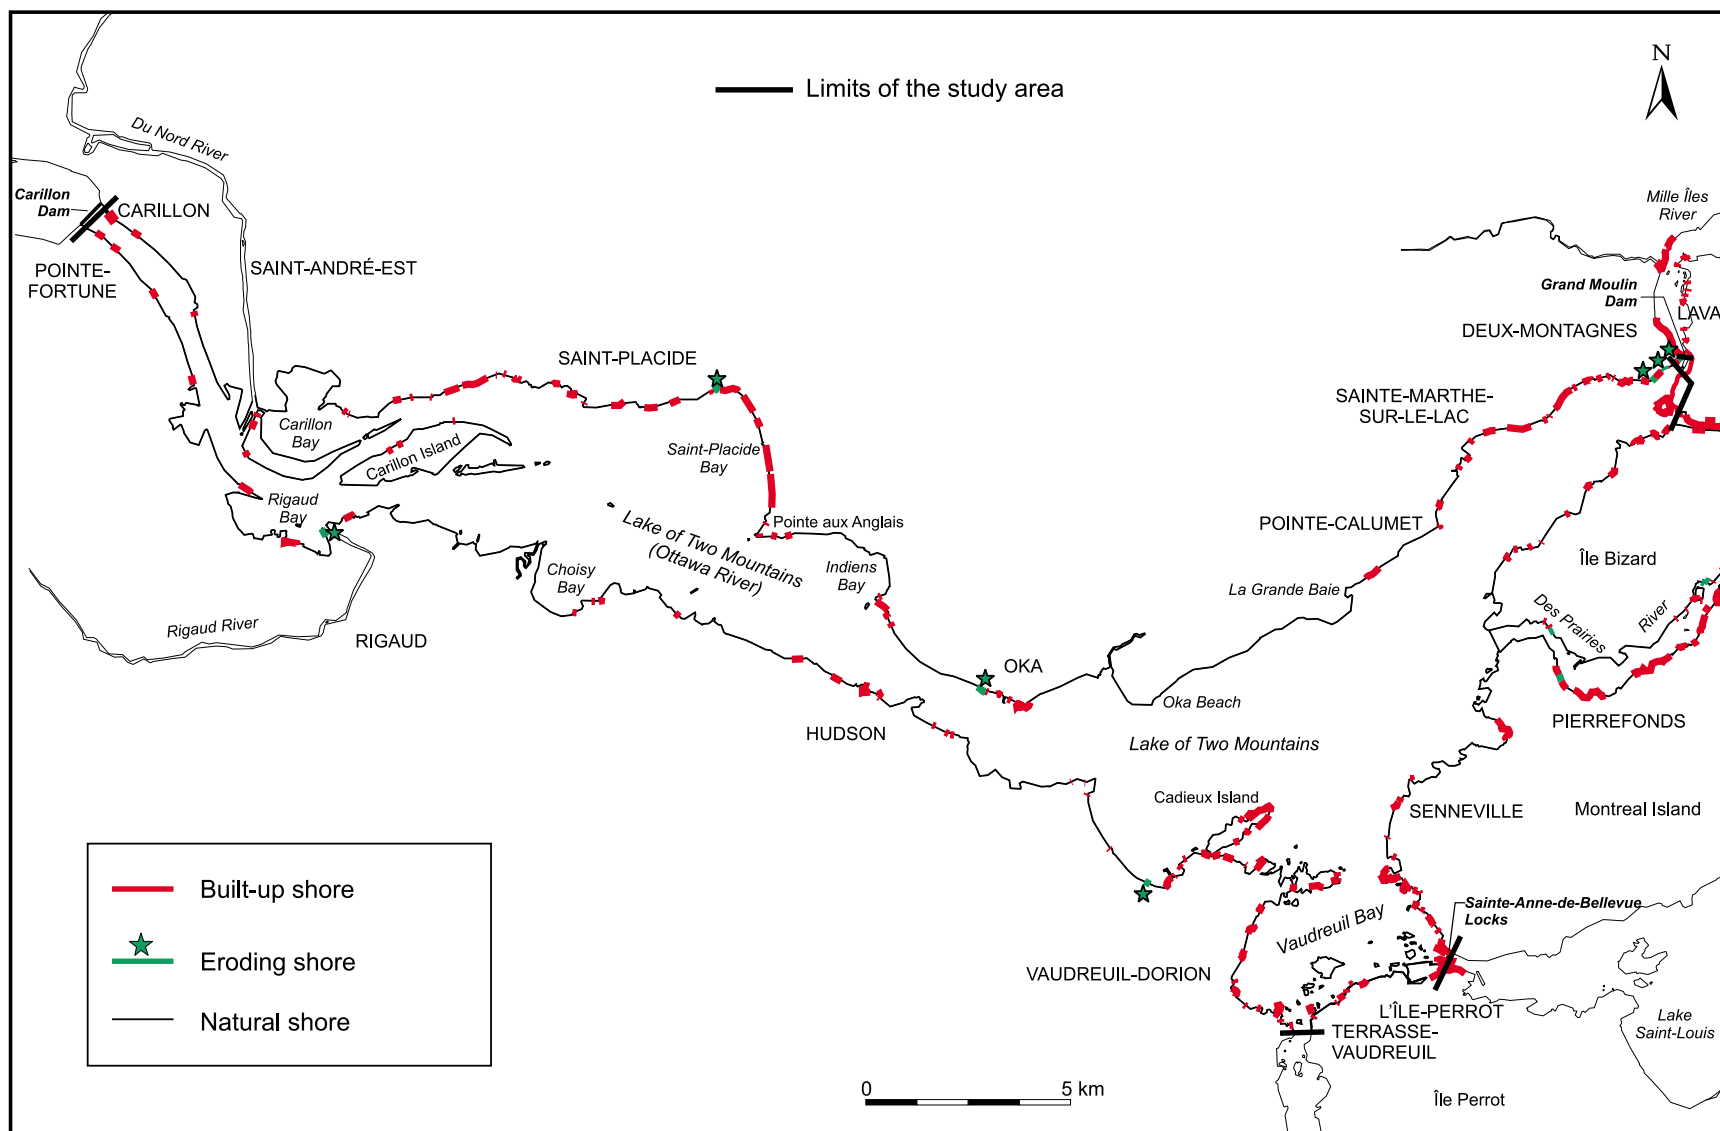 N
Limits of the study area
Du Nord River
Carillon
Dam
CARILLON
Mille Îles
River
POINTE-
FORTUNE
SAINT-ANDRÉ-EST
Grand Moulin
Dam
LAVA
DEUX-MONTAGNES
SAINT-PLACIDE
SAINTE-MARTHE-
SUR-LE-LAC
Carillon
Bay
Carillon Island
Saint-Placide
Bay
Rigaud
Bay
Pointe aux Anglais
POINTE-CALUMET
Lake of Two Mountains
(Ottawa River)
Île Bizard
Choisy
Bay
Indiens
Bay
La Grande Baie
Des Prairies
River
Rigaud River
RIGAUD
OKA
Oka Beach
PIERREFONDS
HUDSON
Lake of Two Mountains
Cadieux Island
SENNEVILLE
Montreal Island
Built-up shore
Sainte-Anne-de-Bellevue
Locks
Vaudreuil Bay
Eroding shore
VAUDREUIL-DORION
L'ÎLE-PERROT
Natural shore
Lake
Saint-Louis
TERRASSE-
VAUDREUIL
0
5 km
Île Perrot